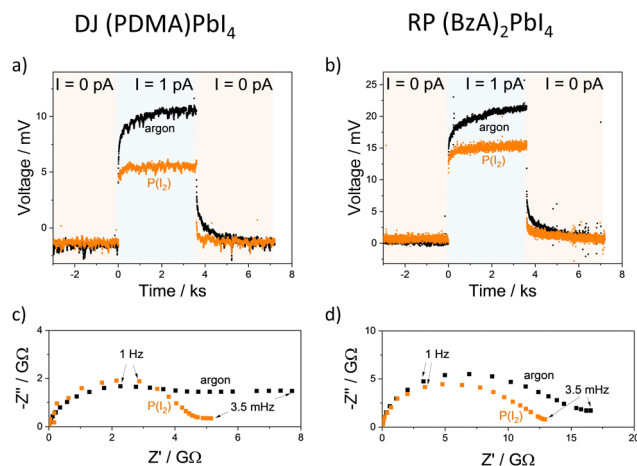 DJ (PDMA)PbI₄
RP (BzA)₂PbI₄
a)
I = 0 pA
I = 1 pA
I = 0 pA
argon
P(I₂)
10
5
0
Voltage / mV
-2
0
2
4
6
8
Time / ks
b)
I = 0 pA
I = 1 pA
I = 0 pA
argon
P(I₂)
25
20
15
10
5
0
Voltage / mV
-2
0
2
4
6
8
Time / ks
c)
4
2
0
-Z'' / GΩ
1 Hz
argon
P(I₂)
3.5 mHz
0
2
4
6
8
Z' / GΩ
d)
10
5
0
-Z'' / GΩ
1 Hz
argon
P(I₂)
3.5 mHz
0
5
10
15
20
Z' / GΩ